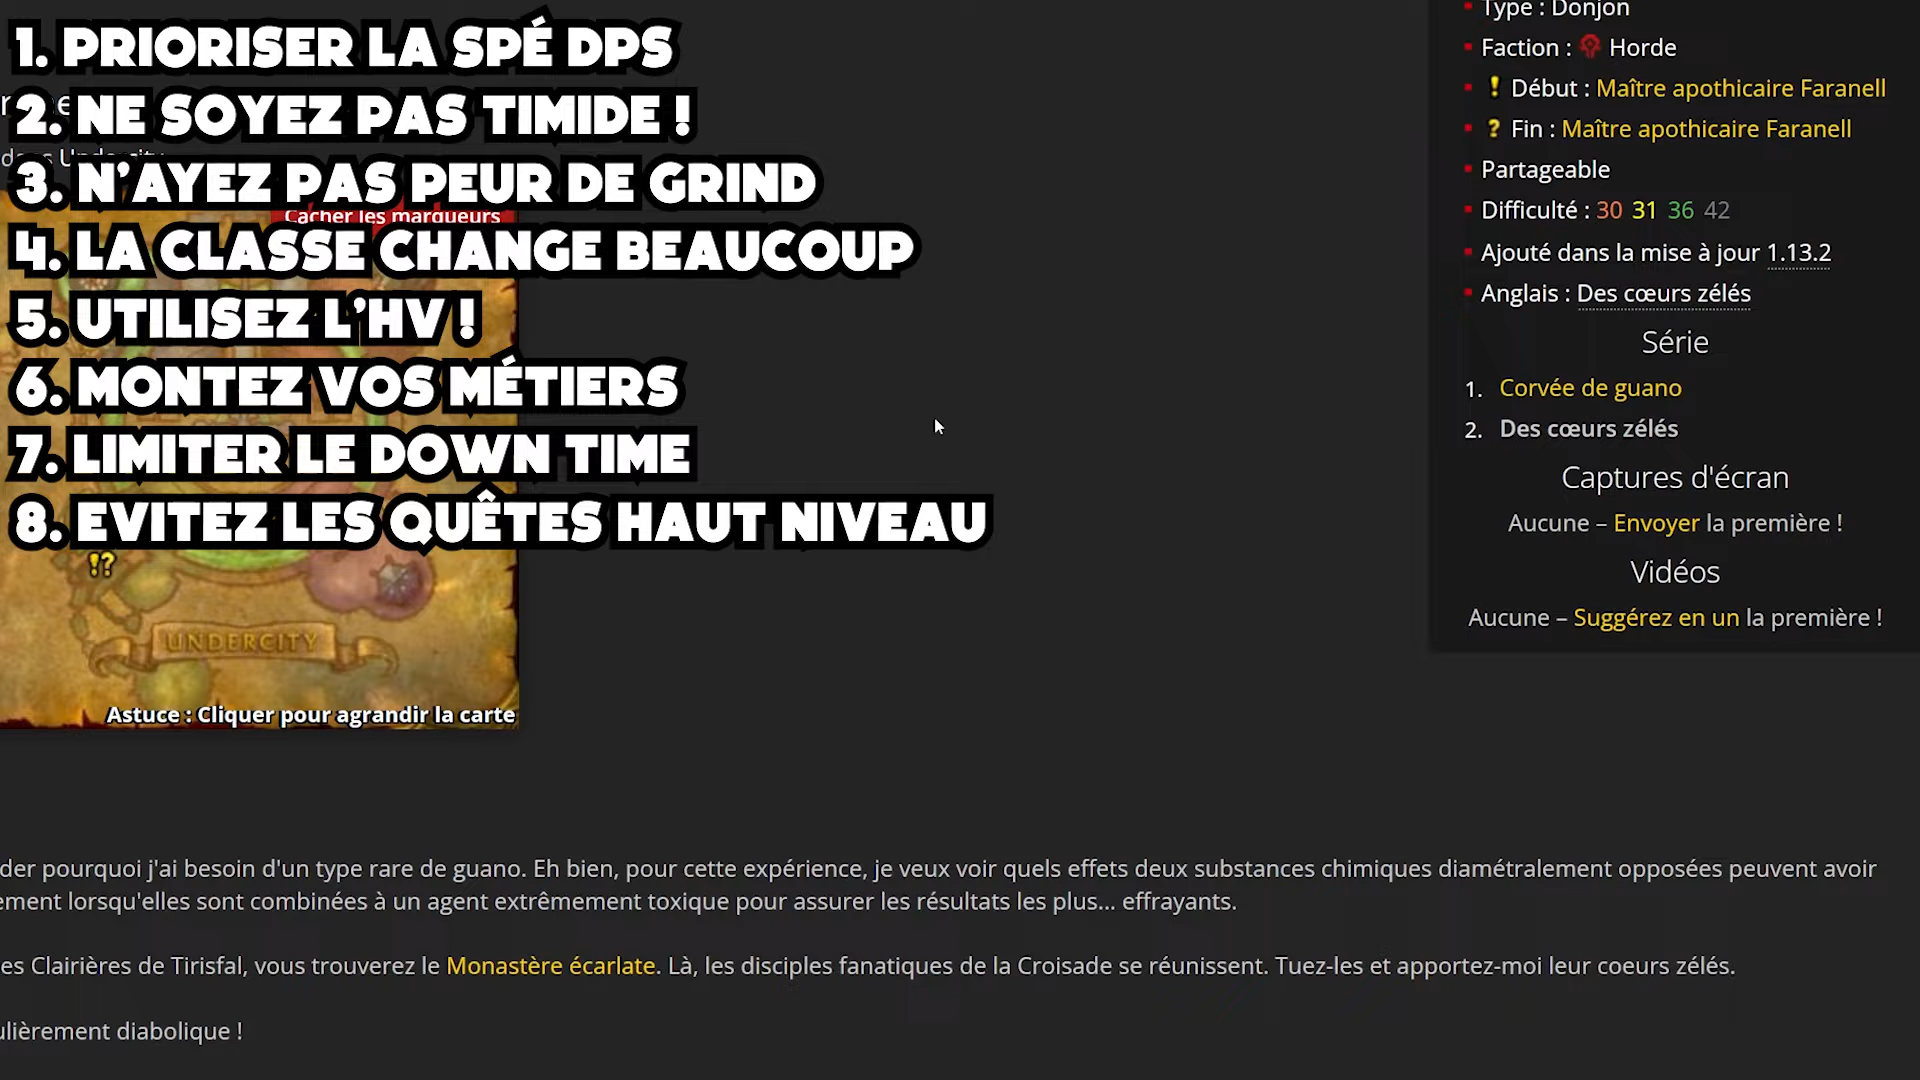 1. PRIORISER LA SPÉ DPS
2. NE SOYEZ PAS TIMIDE !
3. N'AYEZ PAS PEUR DE GRIND
Cacher les marqueurs
4. LA CLASSE CHANGE BEAUCOUP
5. UTILISEZ L'HV !
6. MONTEZ VOS MÉTIERS
7. LIMITER LE DOWN TIME
8. EVITEZ LES QUÊTES HAUT NIVEAU
UNDERCITY
Astuce : Cliquer pour agrandir la carte
Type : Donjon
Faction : Horde
! Début : Maître apothicaire Faranell
? Fin : Maître apothicaire Faranell
Partageable
Difficulté : 30 31 36 42
Ajouté dans la mise à jour 1.13.2
Anglais : Des cœurs zélés
Série
1. Corvée de guano
2. Des cœurs zélés
Captures d'écran
Aucune – Envoyer la première !
Vidéos
Aucune – Suggérez en un la première !
der pourquoi j'ai besoin d'un type rare de guano. Eh bien, pour cette expérience, je veux voir quels effets deux substances chimiques diamétralement opposées peuvent avoir
ement lorsqu'elles sont combinées à un agent extrêmement toxique pour assurer les résultats les plus... effrayants.
es Clairières de Tirisfal, vous trouverez le Monastère écarlate. Là, les disciples fanatiques de la Croisade se réunissent. Tuez-les et apportez-moi leur coeurs zélés.
ulièrement diabolique !